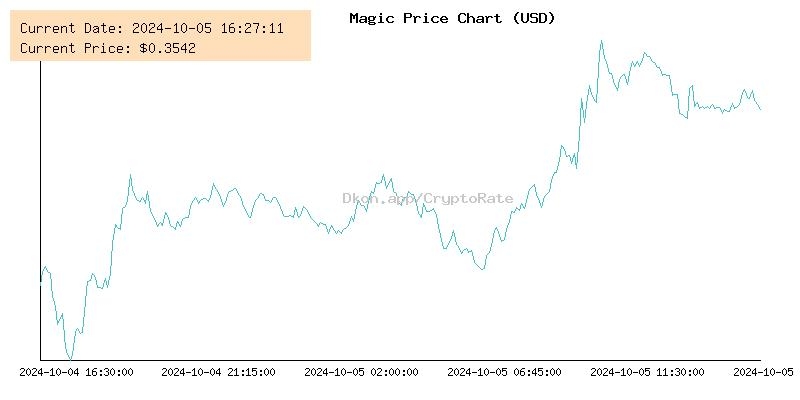 Magic Price Chart (USD)
Current Date: 2024-10-05 16:27:11
Current Price: $0.3542
Dkon.app/CryptoRate
2024-10-04 16:30:00 2024-10-04 21:15:00 2024-10-05 02:00:00 2024-10-05 06:45:00 2024-10-05 11:30:00 2024-10-05